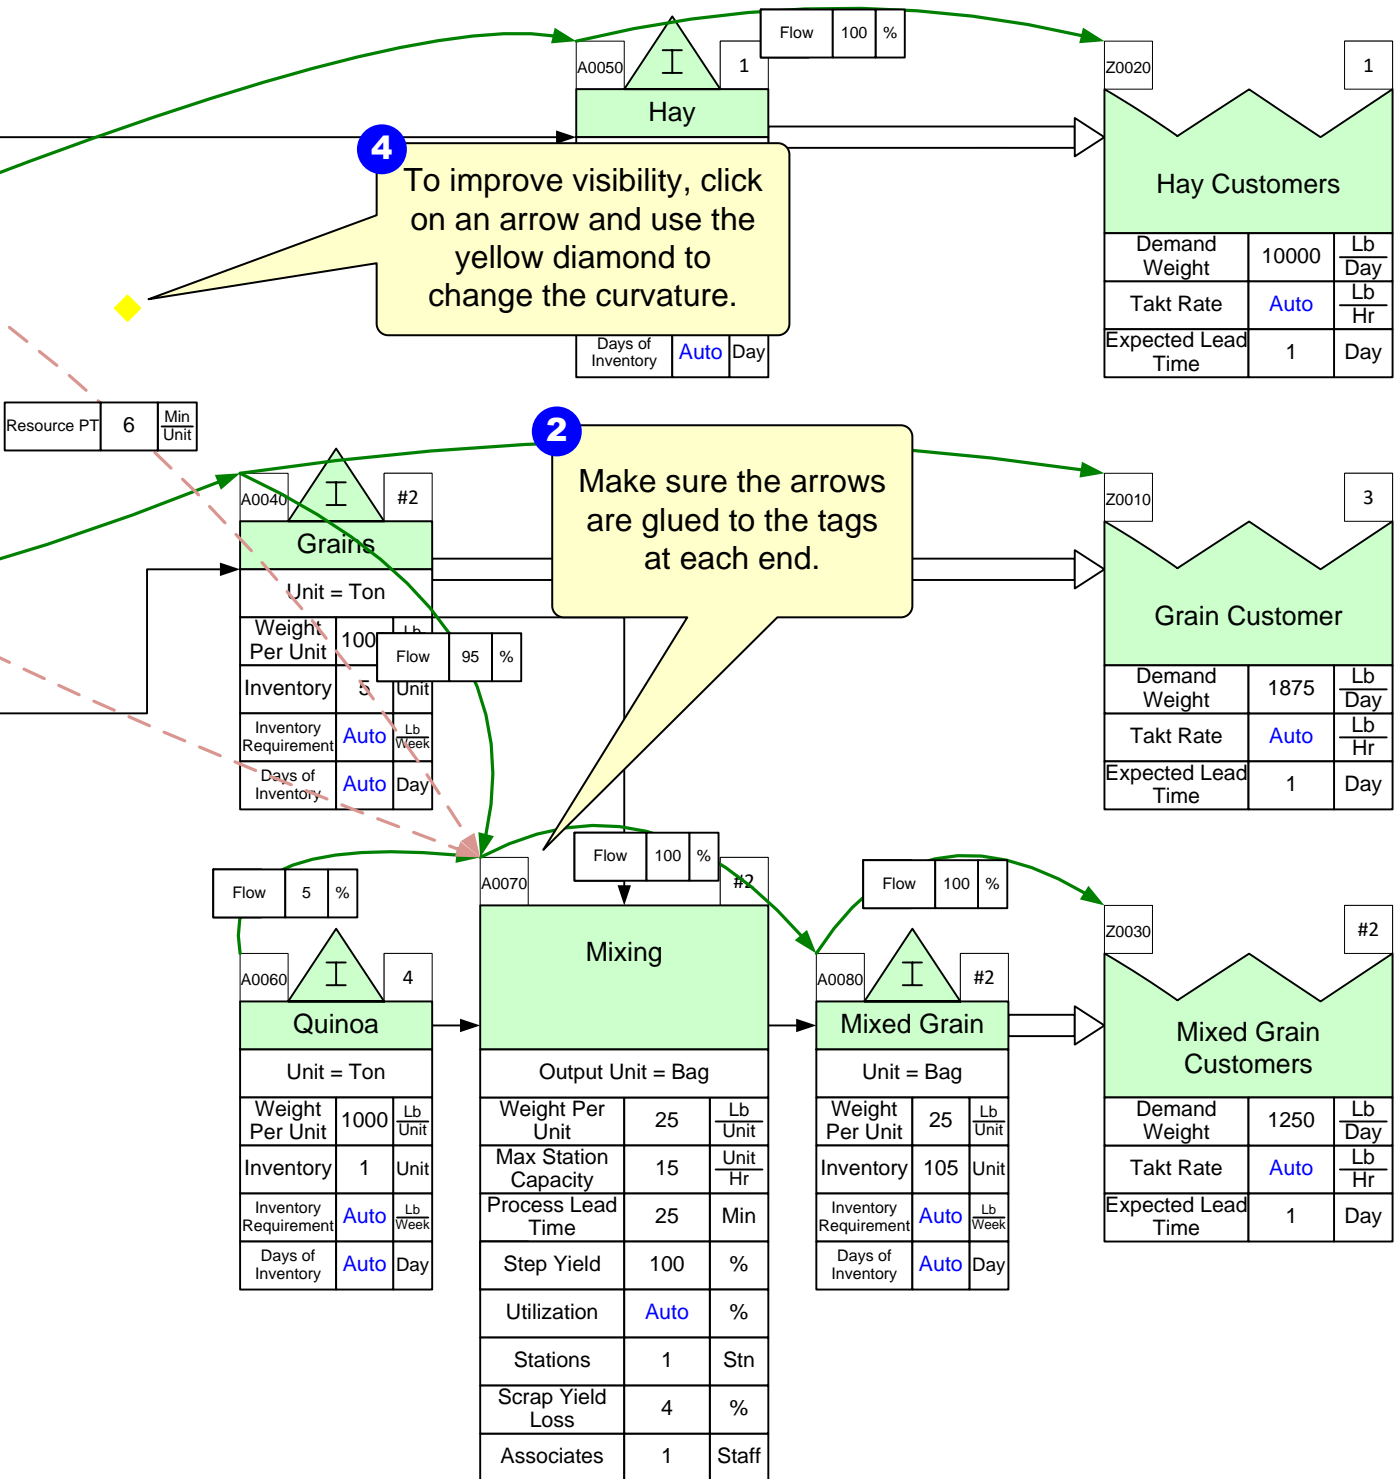 Flow 100 %
A0050 I 1
Z0020 1
Hay
4
To improve visibility, click
on an arrow and use the
yellow diamond to
change the curvature.
Hay Customers
Demand
Weight 10000 Lb
Day
Takt Rate Auto Lb
Hr
Expected Lead
Time 1 Day
Days of
Inventory Auto Day
Resource PT 6 Min
Unit
2
Make sure the arrows
are glued to the tags
at each end.
A0040 I #2
Grains
Unit = Ton
Weight
Per Unit 100
Flow 95 %
Inventory 5 Unit
Inventory
Requirement Auto Lb
Week
Days of
Inventory Auto Day
Z0010 3
Grain Customer
Demand
Weight 1875 Lb
Day
Takt Rate Auto Lb
Hr
Expected Lead
Time 1 Day
Flow 5 %
A0060 I 4
Quinoa
Unit = Ton
Weight
Per Unit 1000 Lb
Unit
Inventory 1 Unit
Inventory
Requirement Auto Lb
Week
Days of
Inventory Auto Day
Flow 100 %
A0070 #2
Mixing
Output Unit = Bag
Weight Per
Unit 25 Lb
Unit
Max Station
Capacity 15 Unit
Hr
Process Lead
Time 25 Min
Step Yield 100 %
Utilization Auto %
Stations 1 Stn
Scrap Yield
Loss 4 %
Associates 1 Staff
Flow 100 %
A0080 I #2
Mixed Grain
Unit = Bag
Weight
Per Unit 25 Lb
Unit
Inventory 105 Unit
Inventory
Requirement Auto Lb
Week
Days of
Inventory Auto Day
Z0030 #2
Mixed Grain
Customers
Demand
Weight 1250 Lb
Day
Takt Rate Auto Lb
Hr
Expected Lead
Time 1 Day